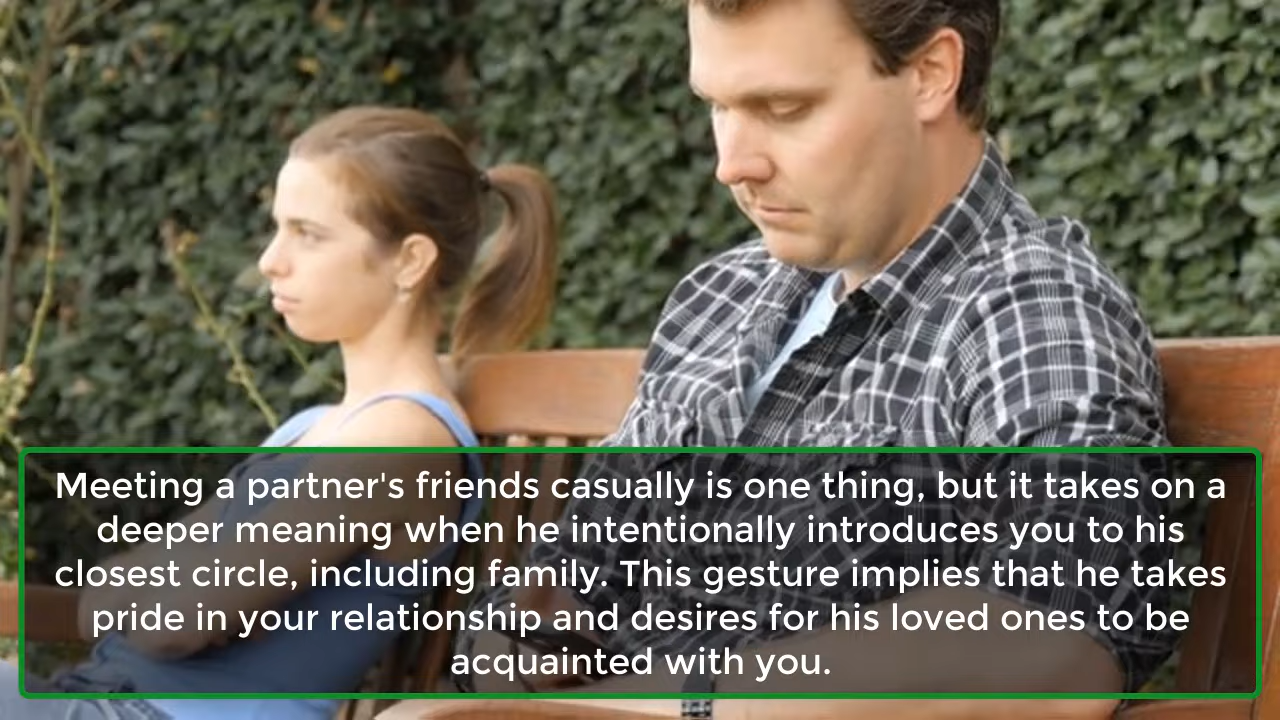 Meeting a partner's friends casually is one thing, but it takes on a
deeper meaning when he intentionally introduces you to his
closest circle, including family. This gesture implies that he takes
pride in your relationship and desires for his loved ones to be
acquainted with you.